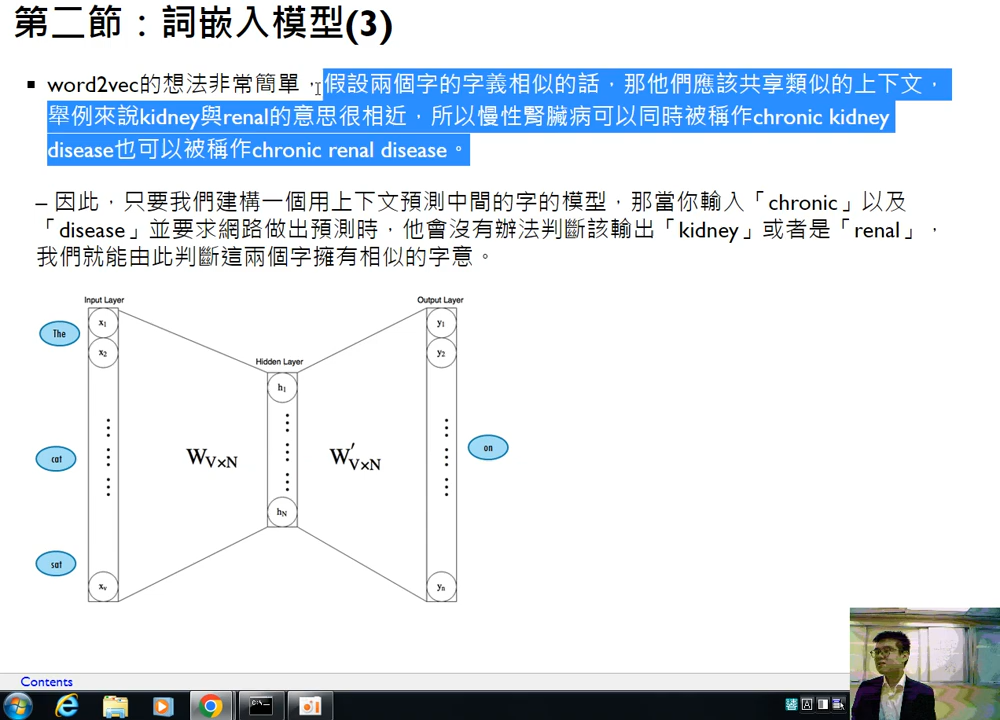 第二節：詞嵌入模型(3)
word2vec的想法非常簡單，假設兩個字的字義相似的話，那他們應該共享類似的上下文，
舉例來說kidney與renal的意思很相近，所以慢性腎臟病可以同時被稱作chronic kidney
disease也可以被稱作chronic renal disease。
– 因此，只要我們建構一個用上下文預測中間的字的模型，那當你輸入「chronic」以及
「disease」並要求網路做出預測時，他會沒有辦法判斷該輸出「kidney」或者是「renal」，
我們就能由此判斷這兩個字擁有相似的字意。
Input Layer
Output Layer
The
x1
y1
x2
y2
Hidden Layer
h1
cat
WV×N
W′V×N
on
hN
sat
xv
yn
Contents